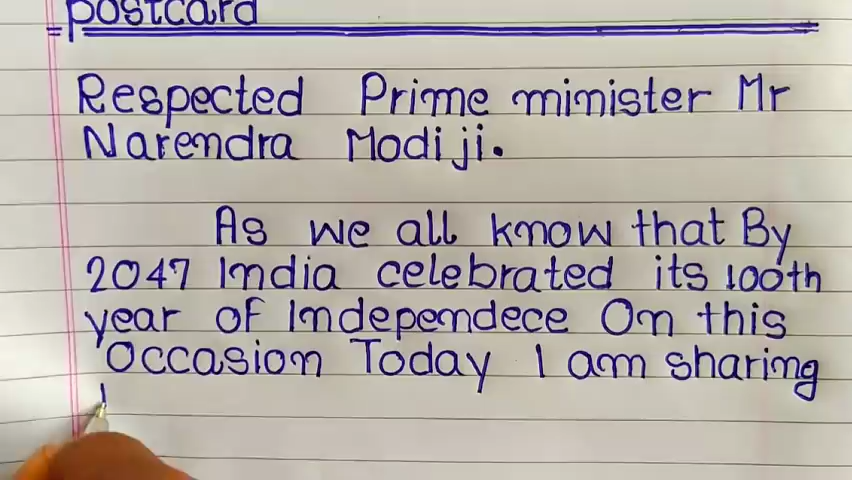 postcard
Respected Prime minister Mr
Narendra Modi ji.
As we all know that By
2047 India celebrated its 100th
year of Independece On this
Occasion Today I am sharing